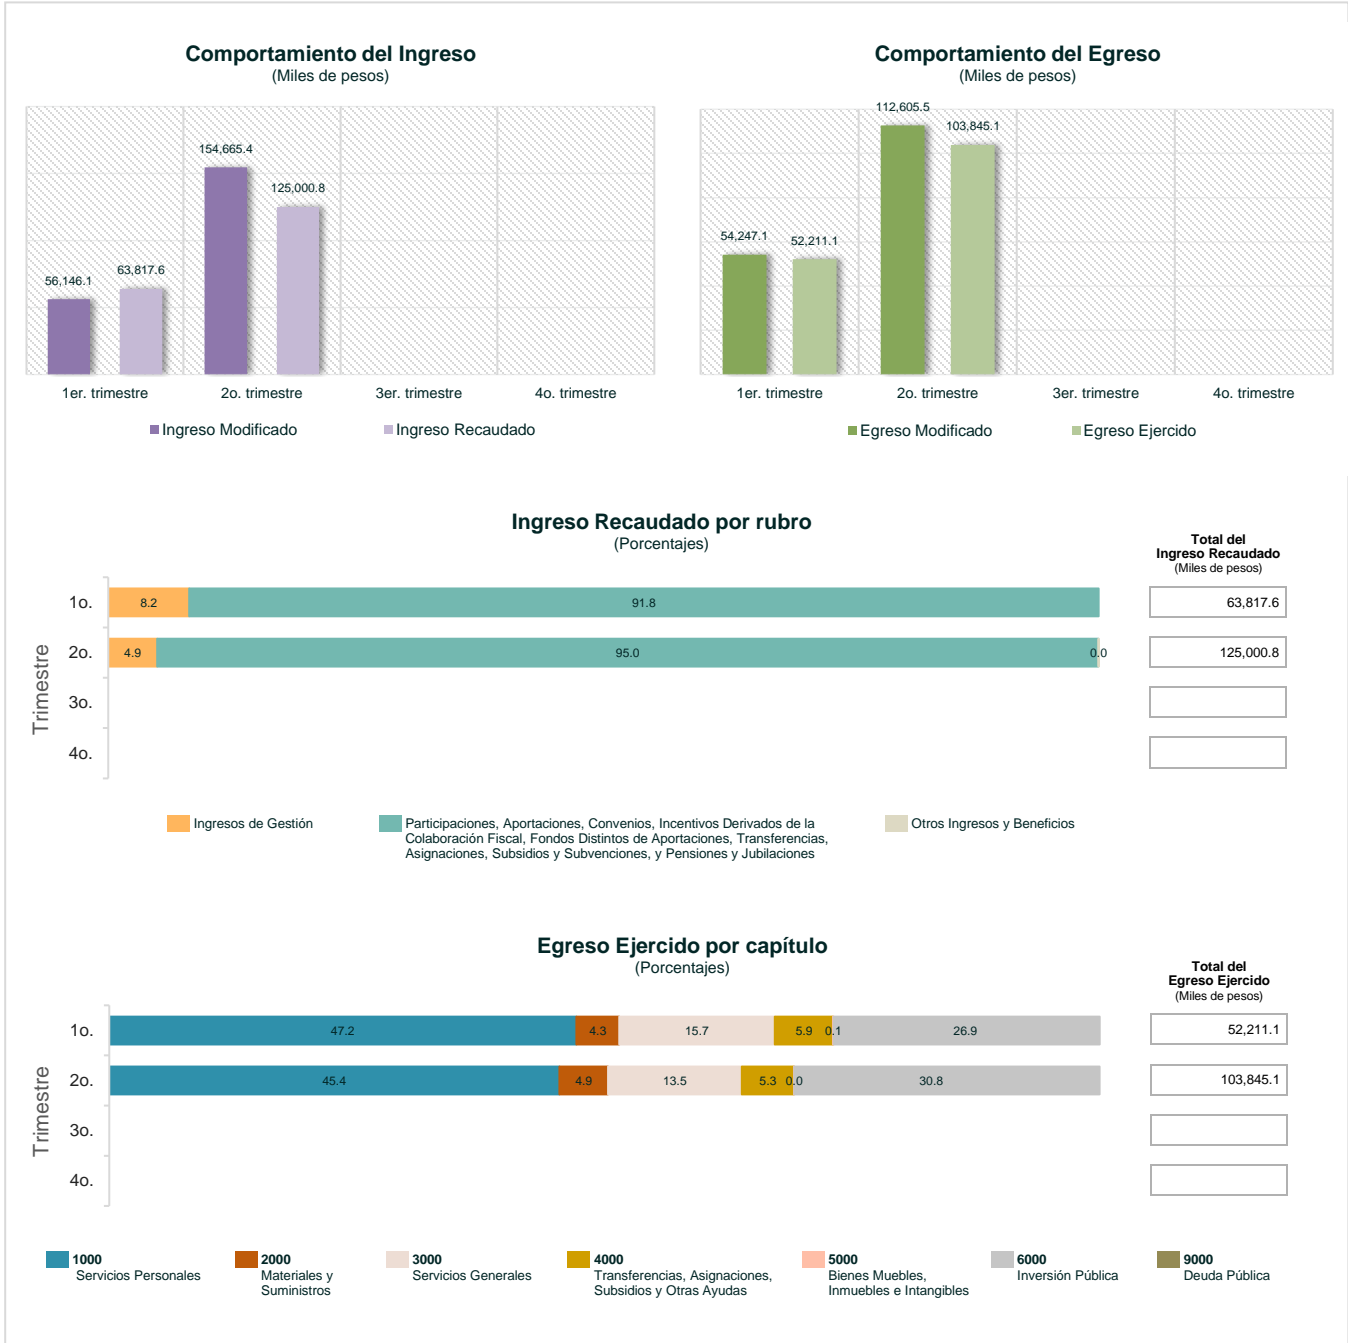 Comportamiento del Ingreso
(Miles de pesos)
154,665.4
125,000.8
63,817.6
56,146.1
1er. trimestre
2o. trimestre
3er. trimestre
4o. trimestre
Ingreso Modificado
Ingreso Recaudado
Comportamiento del Egreso
(Miles de pesos)
112,605.5
103,845.1
54,247.1
52,211.1
1er. trimestre
2o. trimestre
3er. trimestre
4o. trimestre
Egreso Modificado
Egreso Ejercido
Ingreso Recaudado por rubro
(Porcentajes)
Total del
Ingreso Recaudado
(Miles de pesos)
Trimestre
1o.
8.2
91.8
63,817.6
2o.
4.9
95.0
0.0
125,000.8
3o.
4o.
Ingresos de Gestión
Participaciones, Aportaciones, Convenios, Incentivos Derivados de la
Colaboración Fiscal, Fondos Distintos de Aportaciones, Transferencias,
Asignaciones, Subsidios y Subvenciones, y Pensiones y Jubilaciones
Otros Ingresos y Beneficios
Egreso Ejercido por capítulo
(Porcentajes)
Total del
Egreso Ejercido
(Miles de pesos)
Trimestre
1o.
47.2
4.3
15.7
5.9
0.1
26.9
52,211.1
2o.
45.4
4.9
13.5
5.3
0.0
30.8
103,845.1
3o.
4o.
1000
Servicios Personales
2000
Materiales y
Suministros
3000
Servicios Generales
4000
Transferencias, Asignaciones,
Subsidios y Otras Ayudas
5000
Bienes Muebles,
Inmuebles e Intangibles
6000
Inversión Pública
9000
Deuda Pública